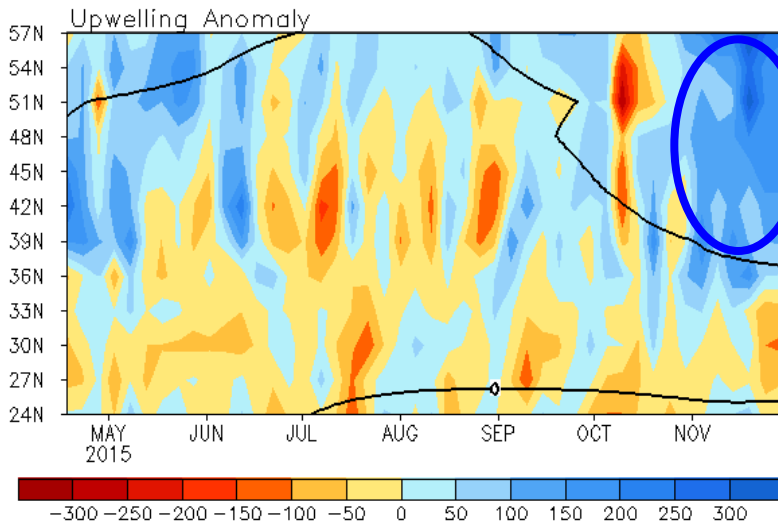 Upwelling Anomaly
57N
54N
51N
48N
45N
42N
39N
36N
33N
30N
27N
24N
MAY JUN JUL AUG SEP OCT NOV
2015
0
-300 -250 -200 -150 -100 -50 0 50 100 150 200 250 300